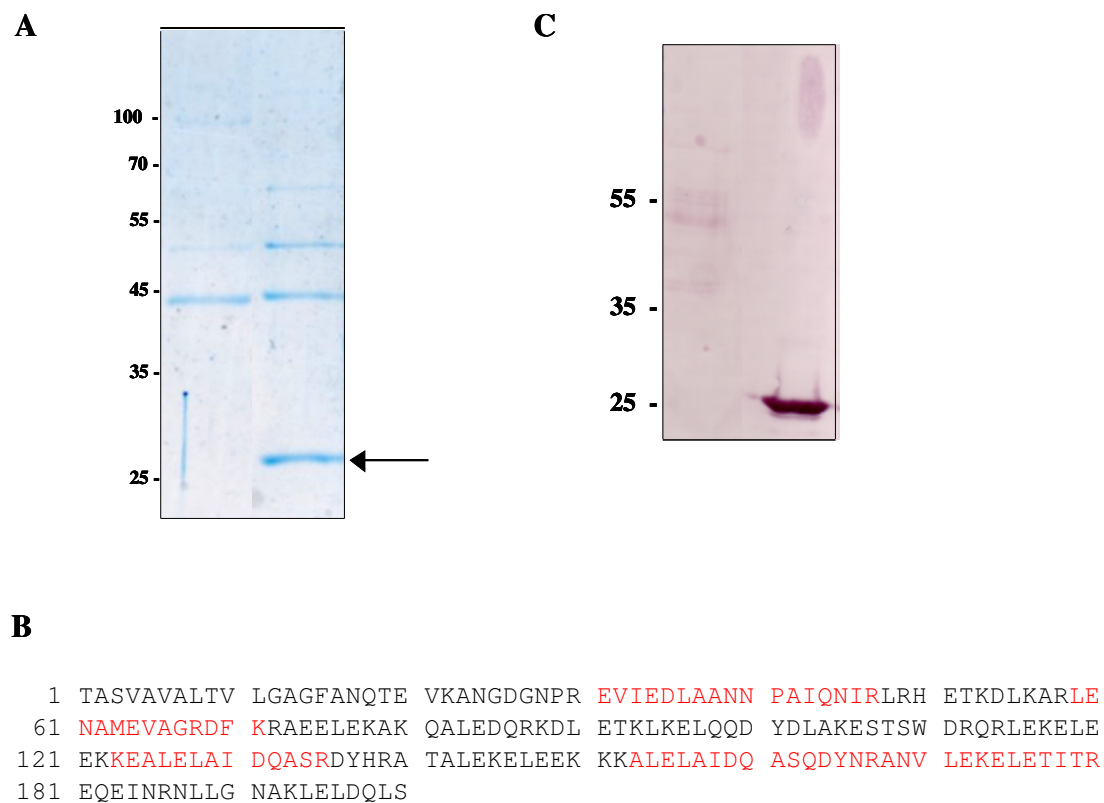 A
C
100 -
70 -
55 -
45 -
35 -
25 -
55 -
35 -
25 -
B
1 TASVAVALTV LGAGFANQTE VKANGDGNPR EVIEDLAANN PAIQNIRLRH ETKDLKARLE
61 NAMEVAGRDF KRAEELEKAK QALEDQRKDL ETKLKELQQD YDLAKESTSW DRQRLEKELE
121 EKKEALELAI DQASRDYHRA TALEKELEEK KKALELAIDQ ASQDYNRANV LEKELETITR
181 EQEINRNLLG NAKLELDQLS